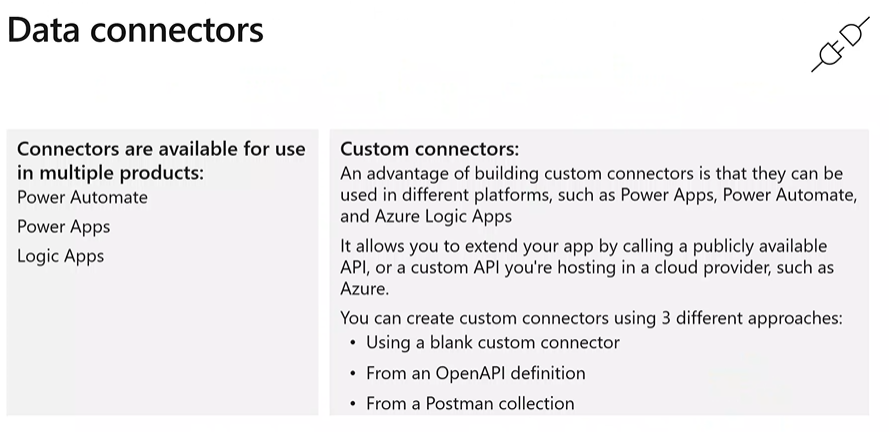 Data connectors
Connectors are available for use
in multiple products:
Power Automate
Power Apps
Logic Apps
Custom connectors:
An advantage of building custom connectors is that they can be
used in different platforms, such as Power Apps, Power Automate,
and Azure Logic Apps
It allows you to extend your app by calling a publicly available
API, or a custom API you're hosting in a cloud provider, such as
Azure.
You can create custom connectors using 3 different approaches:
• Using a blank custom connector
• From an OpenAPI definition
• From a Postman collection